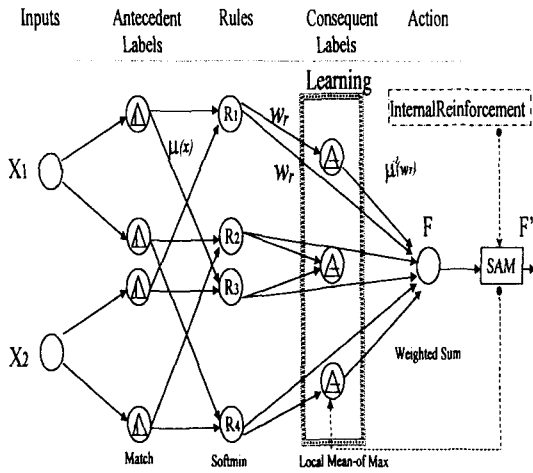 Inputs
Antecedent
Labels
Rules
Consequent
Labels
Action
Learning
InternalReinforcement
R1
Wr
μ(x)
Wr
X1
F
F'
R2
R3
SAM
X2
Weighted Sum
R4
Match
Softmin
Local Mean-of Max